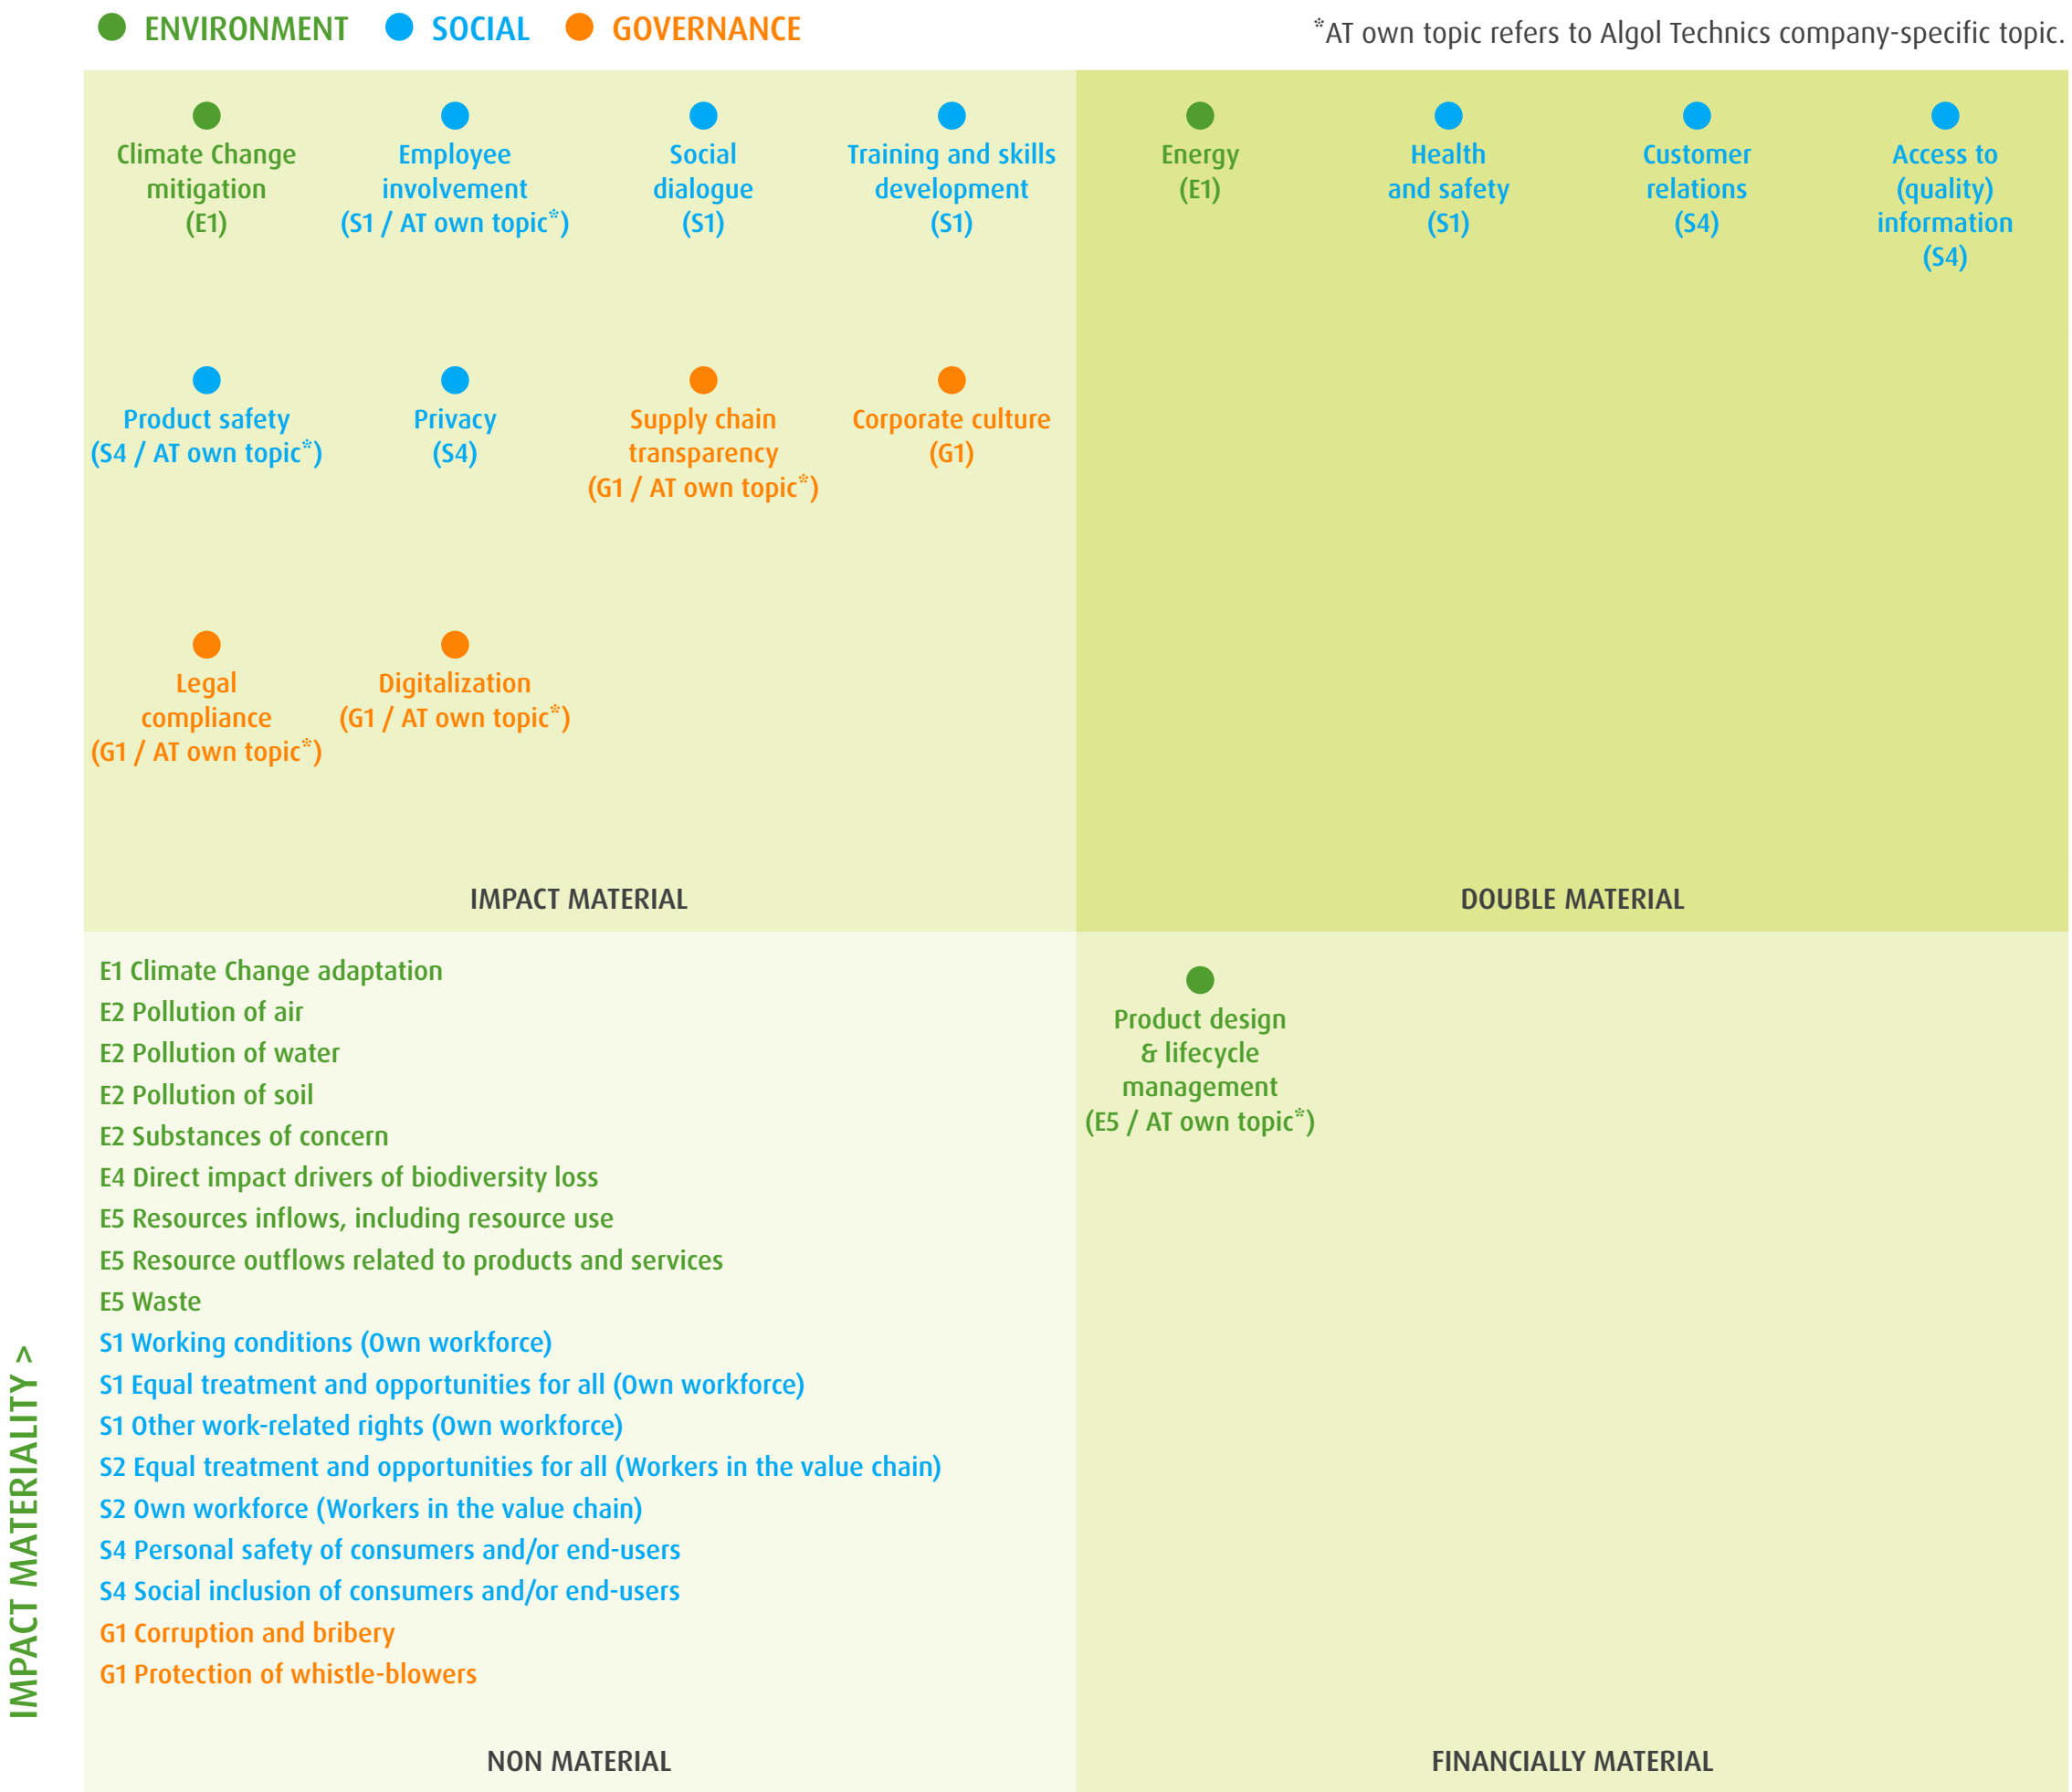 ENVIRONMENT SOCIAL GOVERNANCE
*AT own topic refers to Algol Technics company-specific topic.
Climate Change
mitigation
(E1)
Employee
involvement
(S1 / AT own topic*)
Social
dialogue
(S1)
Training and skills
development
(S1)
Energy
(E1)
Health
and safety
(S1)
Customer
relations
(S4)
Access to
(quality)
information
(S4)
Product safety
(S4 / AT own topic*)
Privacy
(S4)
Supply chain
transparency
(G1 / AT own topic*)
Corporate culture
(G1)
Legal
compliance
(G1 / AT own topic*)
Digitalization
(G1 / AT own topic*)
IMPACT MATERIAL
DOUBLE MATERIAL
E1 Climate Change adaptation
E2 Pollution of air
E2 Pollution of water
E2 Pollution of soil
E2 Substances of concern
E4 Direct impact drivers of biodiversity loss
E5 Resources inflows, including resource use
E5 Resource outflows related to products and services
E5 Waste
S1 Working conditions (Own workforce)
S1 Equal treatment and opportunities for all (Own workforce)
S1 Other work-related rights (Own workforce)
S2 Equal treatment and opportunities for all (Workers in the value chain)
S2 Own workforce (Workers in the value chain)
S4 Personal safety of consumers and/or end-users
S4 Social inclusion of consumers and/or end-users
G1 Corruption and bribery
G1 Protection of whistle-blowers
Product design
& lifecycle
management
(E5 / AT own topic*)
NON MATERIAL
FINANCIALLY MATERIAL
IMPACT MATERIALITY >